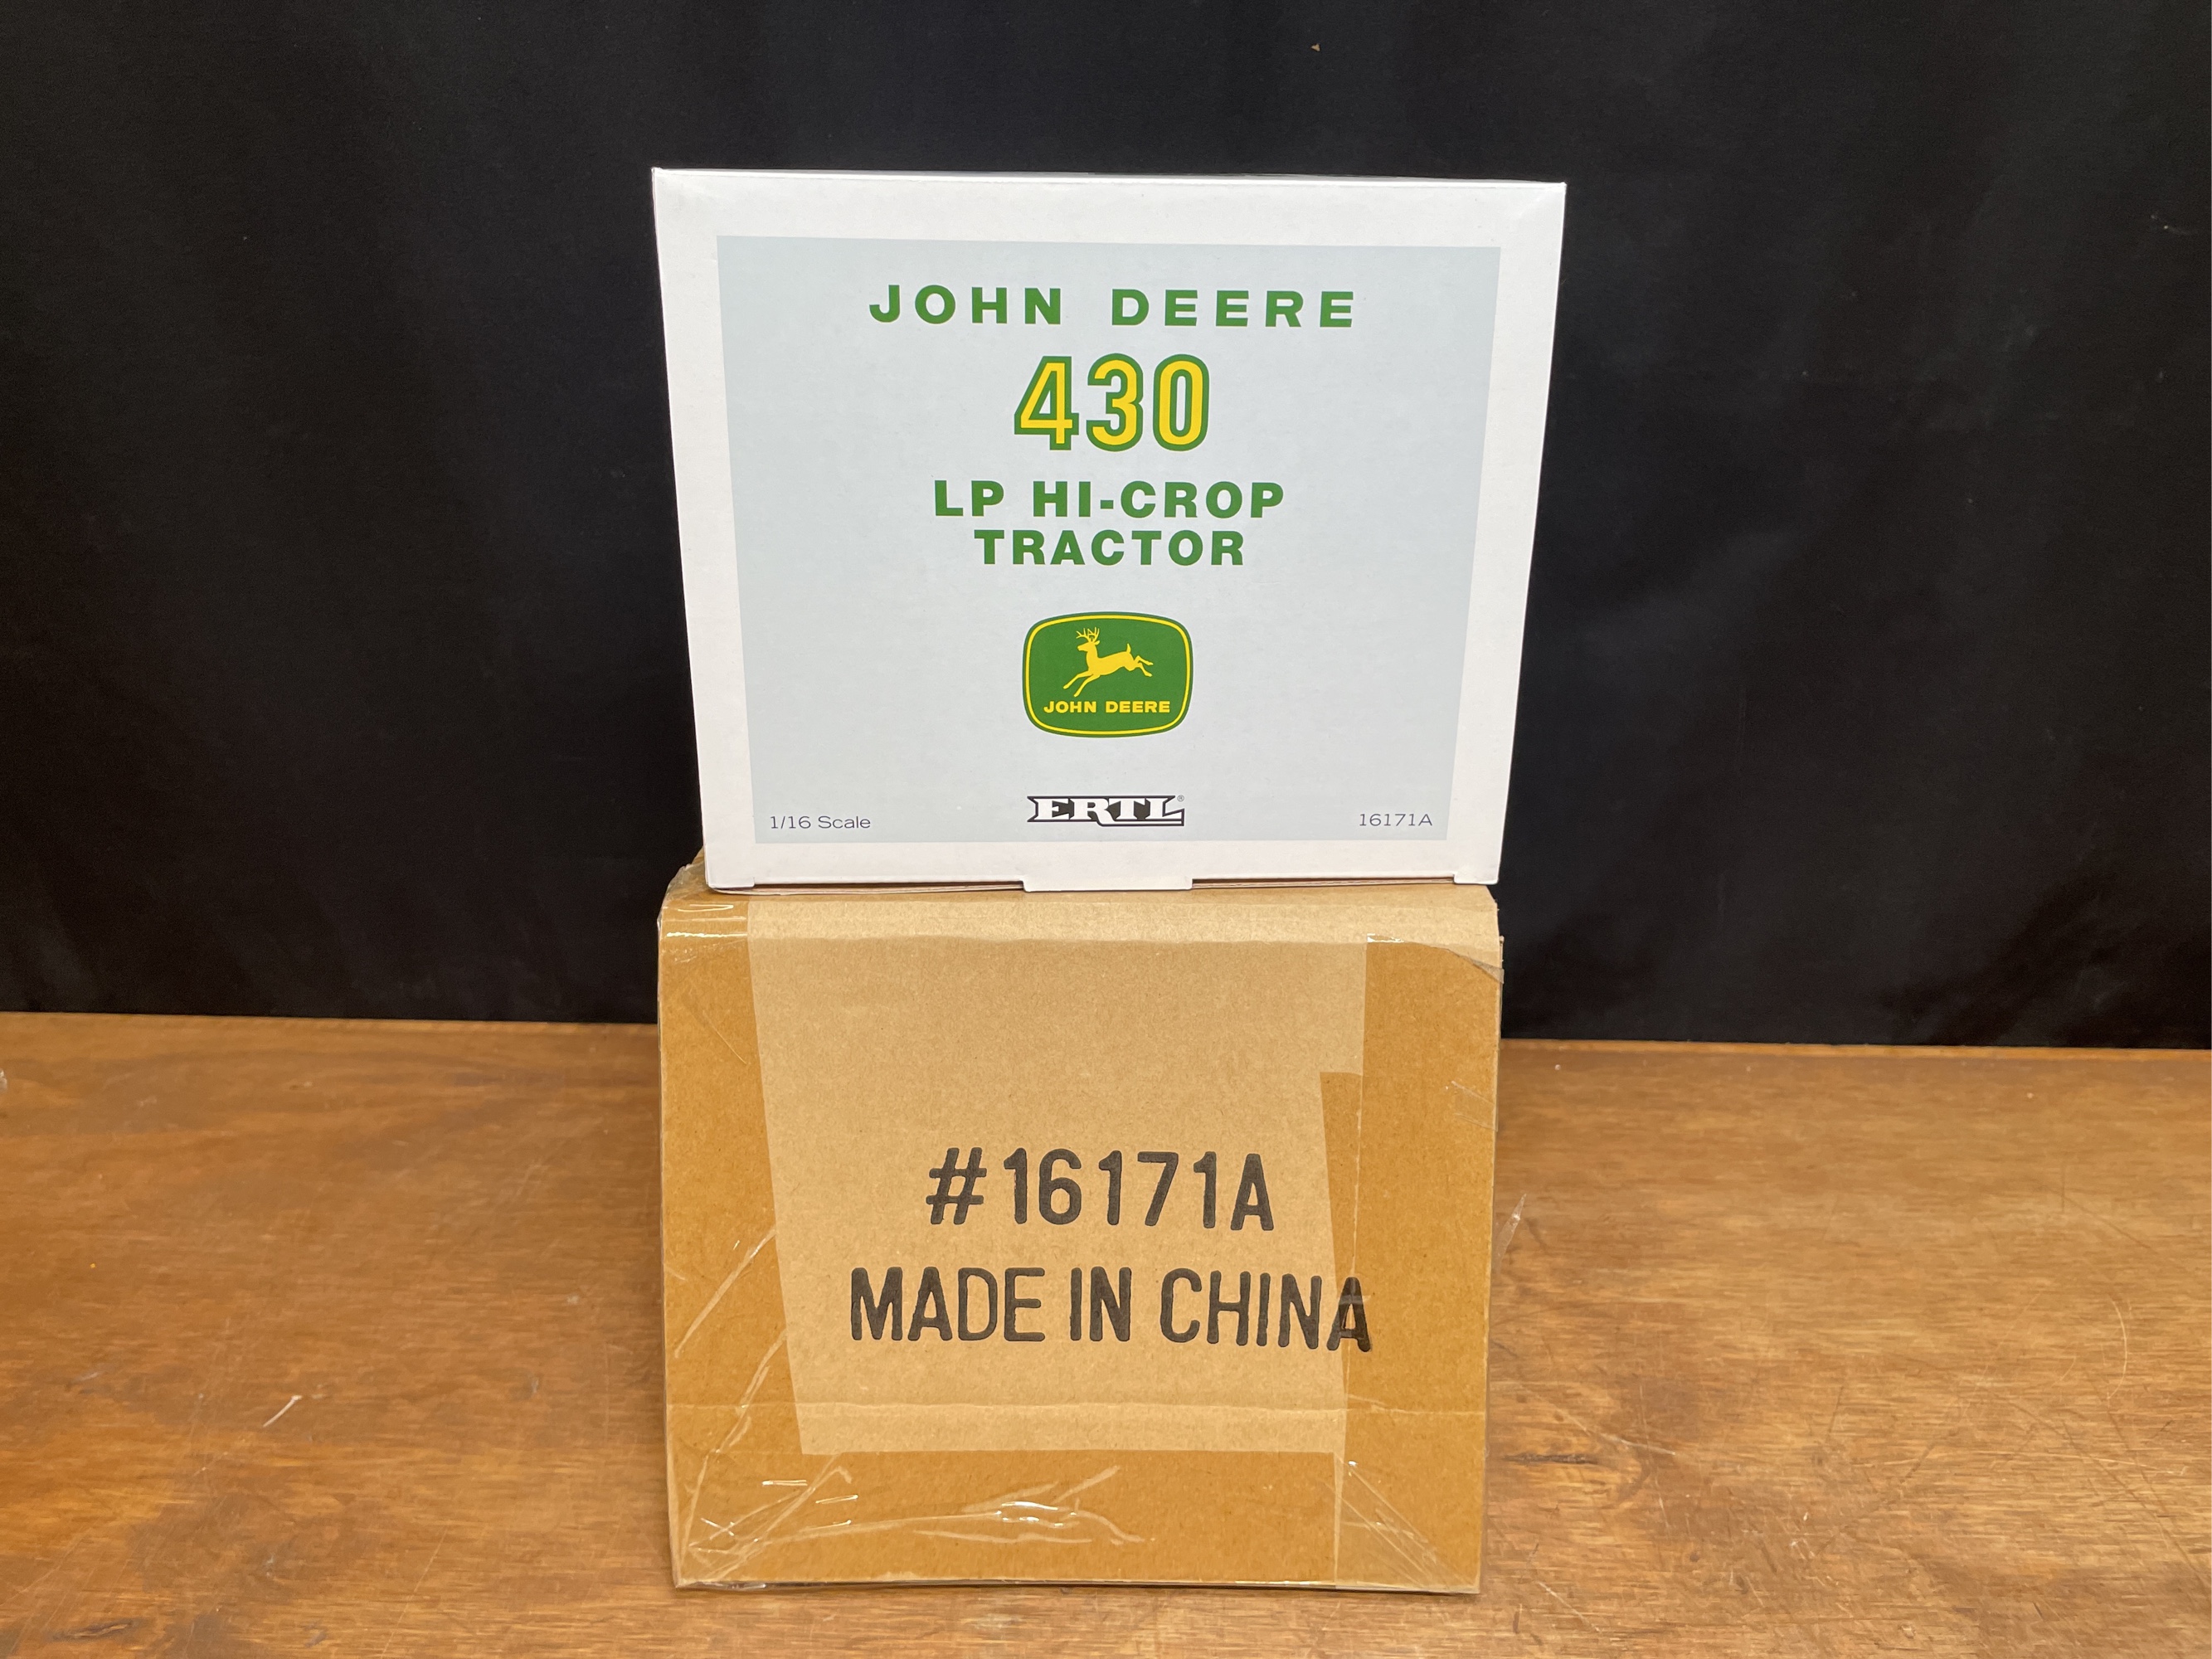 JOHN DEERE
430
LP HI-CROP
TRACTOR
JOHN DEERE
1/16 Scale
ERTL®
16171A
#16171A
MADE IN CHINA